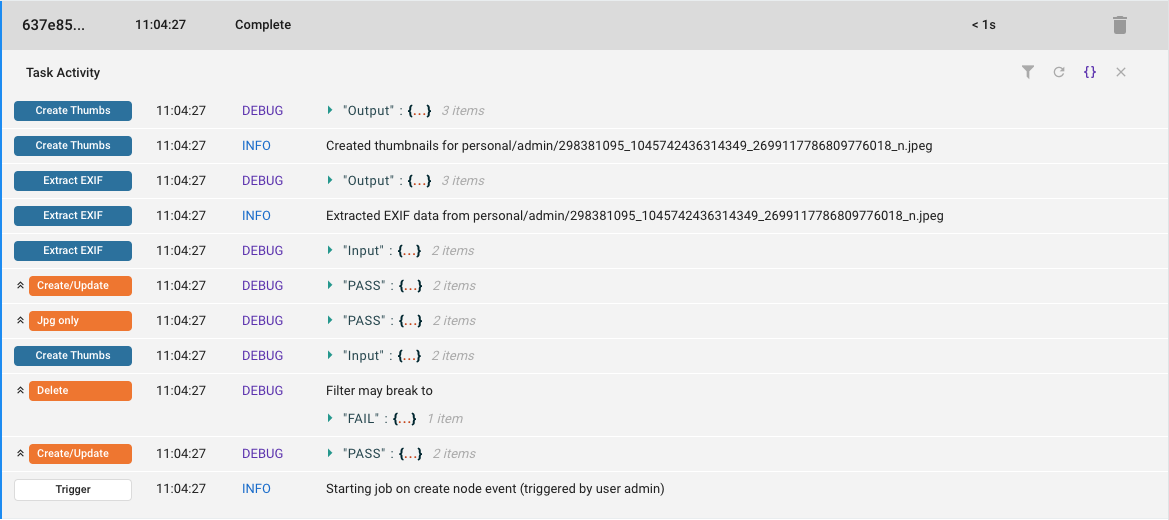 637e85... 11:04:27 Complete < 1s
Task Activity {}
Create Thumbs 11:04:27 DEBUG "Output" : {...} 3 items
Create Thumbs 11:04:27 INFO Created thumbnails for personal/admin/298381095_1045742436314349_2699117786809776018_n.jpeg
Extract EXIF 11:04:27 DEBUG "Output" : {...} 3 items
Extract EXIF 11:04:27 INFO Extracted EXIF data from personal/admin/298381095_1045742436314349_2699117786809776018_n.jpeg
Extract EXIF 11:04:27 DEBUG "Input" : {...} 2 items
Create/Update 11:04:27 DEBUG "PASS" : {...} 2 items
Jpg only 11:04:27 DEBUG "PASS" : {...} 2 items
Create Thumbs 11:04:27 DEBUG "Input" : {...} 2 items
Delete 11:04:27 DEBUG Filter may break to
"FAIL" : {...} 1 item
Create/Update 11:04:27 DEBUG "PASS" : {...} 2 items
Trigger 11:04:27 INFO Starting job on create node event (triggered by user admin)